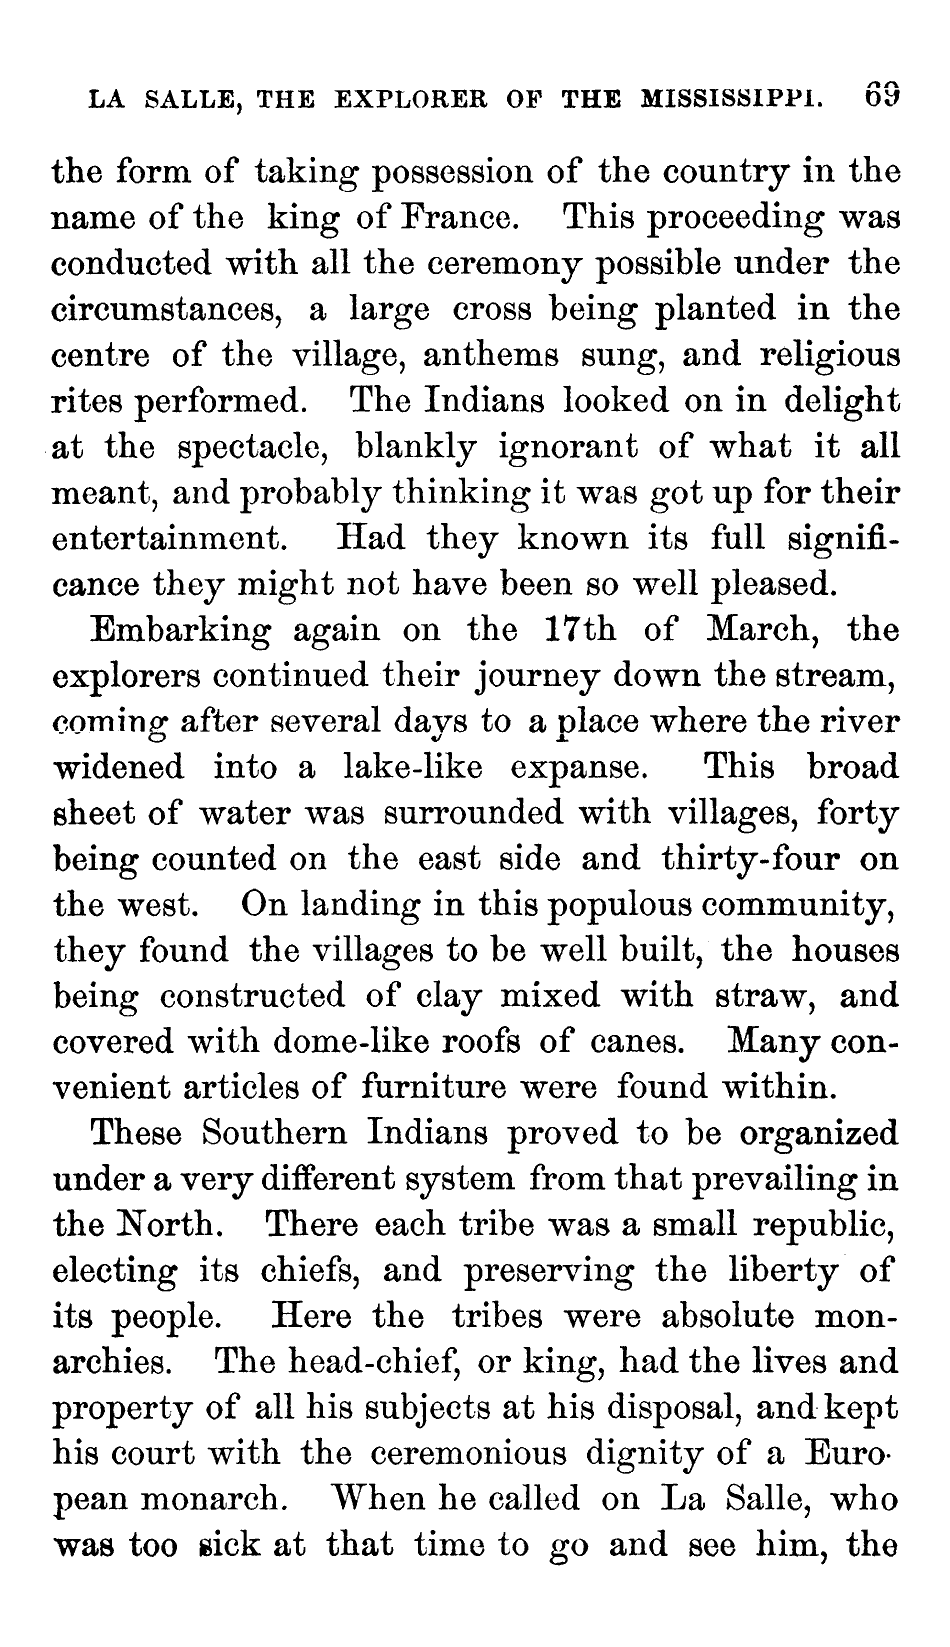 LA SALLE, THE EXPLORER OF THE MISSISSIPPI. 69
the form of taking possession of the country in the
name of the king of France. This proceeding was
conducted with all the ceremony possible under the
circumstances, a large cross being planted in the
centre of the village, anthems sung, and religious
rites performed. The Indians looked on in delight
at the spectacle, blankly ignorant of what it all
meant, and probably thinking it was got up for their
entertainment. Had they known its full signifi-
cance they might not have been so well pleased.
Embarking again on the 17th of March, the
explorers continued their journey down the stream,
coming after several days to a place where the river
widened into a lake-like expanse. This broad
sheet of water was surrounded with villages, forty
being counted on the east side and thirty-four on
the west. On landing in this populous community,
they found the villages to be well built, the houses
being constructed of clay mixed with straw, and
covered with dome-like roofs of canes. Many con-
venient articles of furniture were found within.
These Southern Indians proved to be organized
under a very different system from that prevailing in
the North. There each tribe was a small republic,
electing its chiefs, and preserving the liberty of
its people. Here the tribes were absolute mon-
archies. The head-chief, or king, had the lives and
property of all his subjects at his disposal, and kept
his court with the ceremonious dignity of a Euro-
pean monarch. When he called on La Salle, who
was too sick at that time to go and see him, the